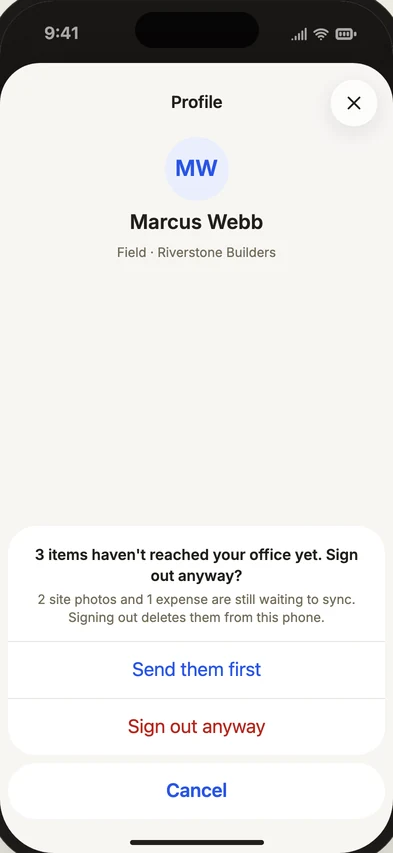 9:41
Profile
MW
Marcus Webb
Field · Riverstone Builders
3 items haven't reached your office yet. Sign
out anyway?
2 site photos and 1 expense are still waiting to sync.
Signing out deletes them from this phone.
Send them first
Sign out anyway
Cancel